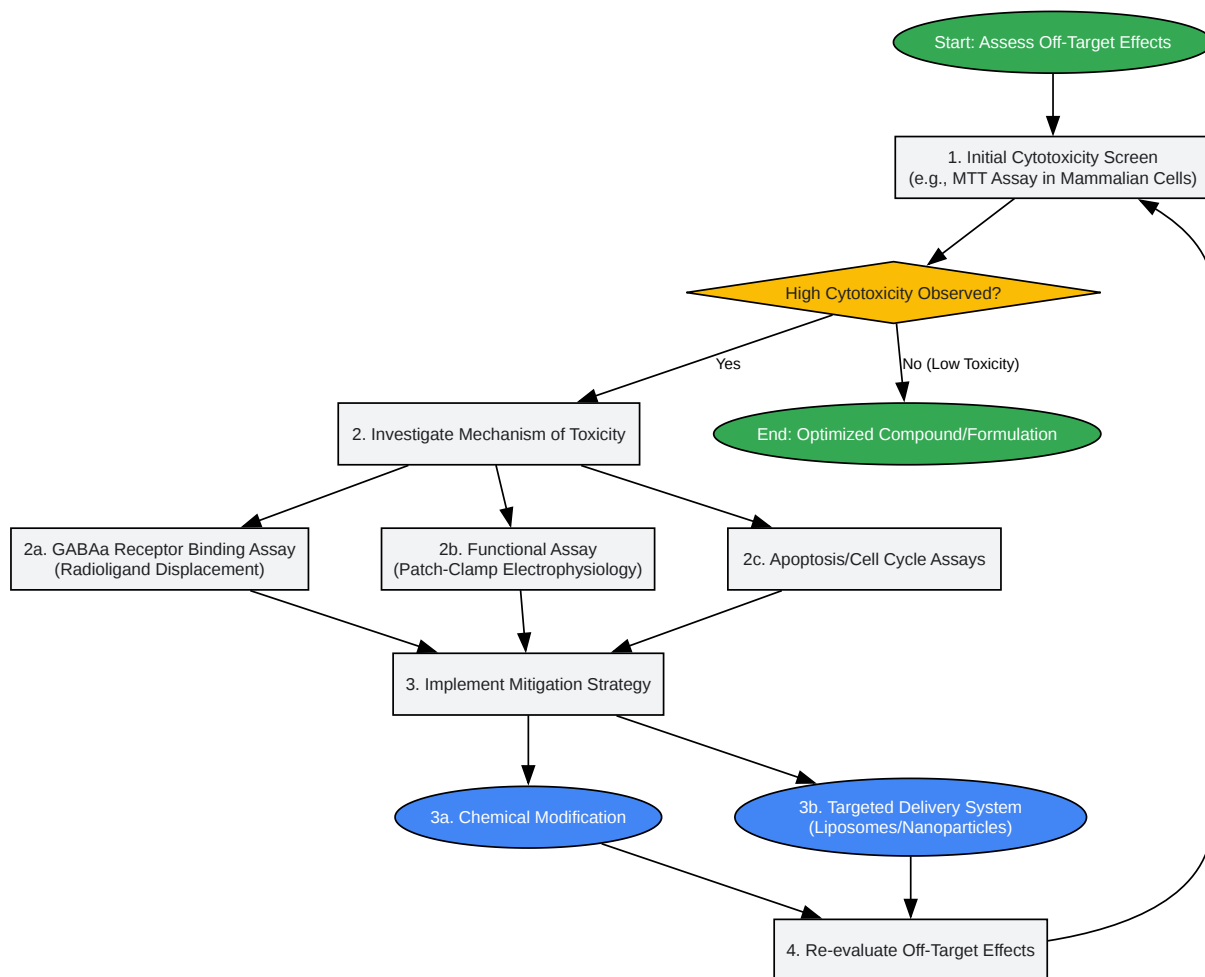 Start: Assess Off-Target Effects
1. Initial Cytotoxicity Screen
(e.g., MTT Assay in Mammalian Cells)
High Cytotoxicity Observed?
Yes
No (Low Toxicity)
2. Investigate Mechanism of Toxicity
End: Optimized Compound/Formulation
2a. GABAa Receptor Binding Assay
(Radioligand Displacement)
2b. Functional Assay
(Patch-Clamp Electrophysiology)
2c. Apoptosis/Cell Cycle Assays
3. Implement Mitigation Strategy
3a. Chemical Modification
3b. Targeted Delivery System
(Liposomes/Nanoparticles)
4. Re-evaluate Off-Target Effects